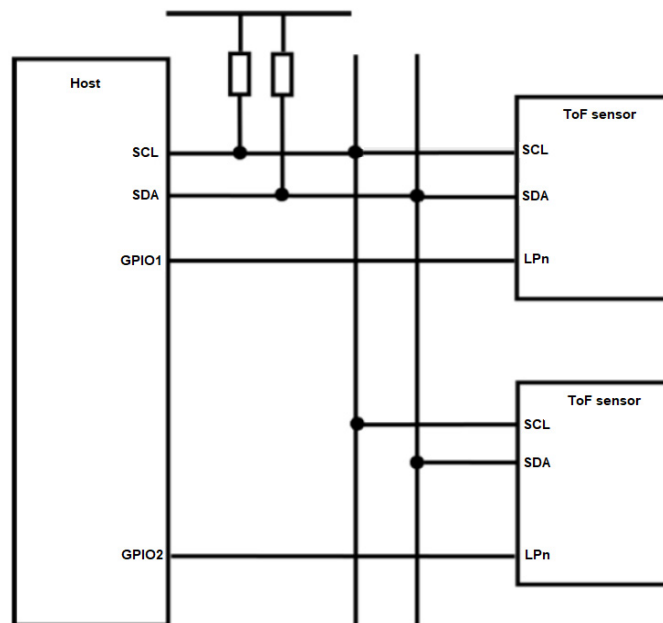 Host
ToF sensor
SCL
SCL
SDA
SDA
GPIO1
LPn
ToF sensor
SCL
SDA
GPIO2
LPn